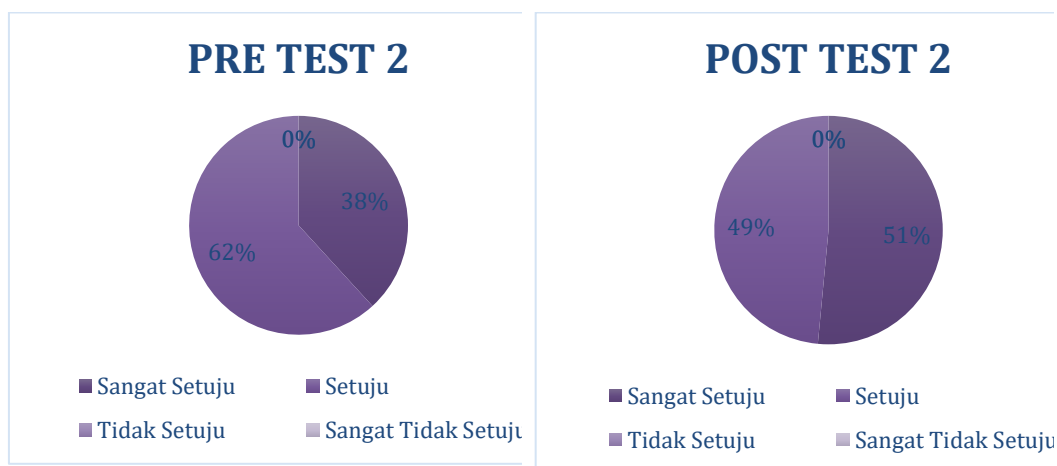 PRE TEST 2
0%
38%
62%
Sangat Setuju
Setuju
Tidak Setuju
Sangat Tidak Setuju
POST TEST 2
0%
49%
51%
Sangat Setuju
Setuju
Tidak Setuju
Sangat Tidak Setuju